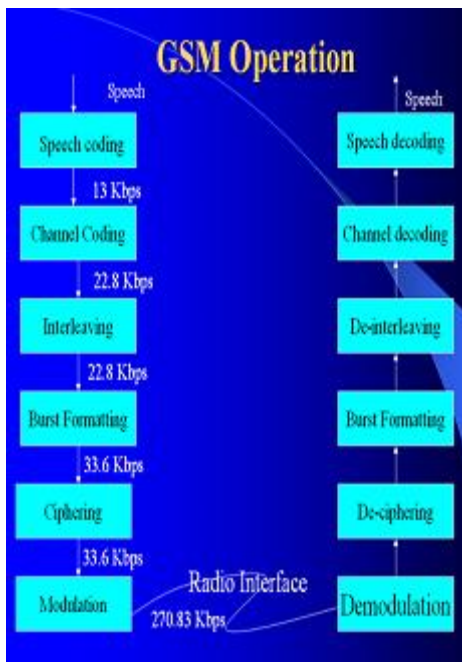 GSM Operation
Speech
Speech coding
13 Kbps
Channel Coding
22.8 Kbps
Interleaving
22.8 Kbps
Burst Formatting
33.6 Kbps
Ciphering
33.6 Kbps
Modulation
Radio Interface
270.83 Kbps
Speech
Speech decoding
Channel decoding
De-interleaving
Burst Formatting
De-ciphering
Demodulation